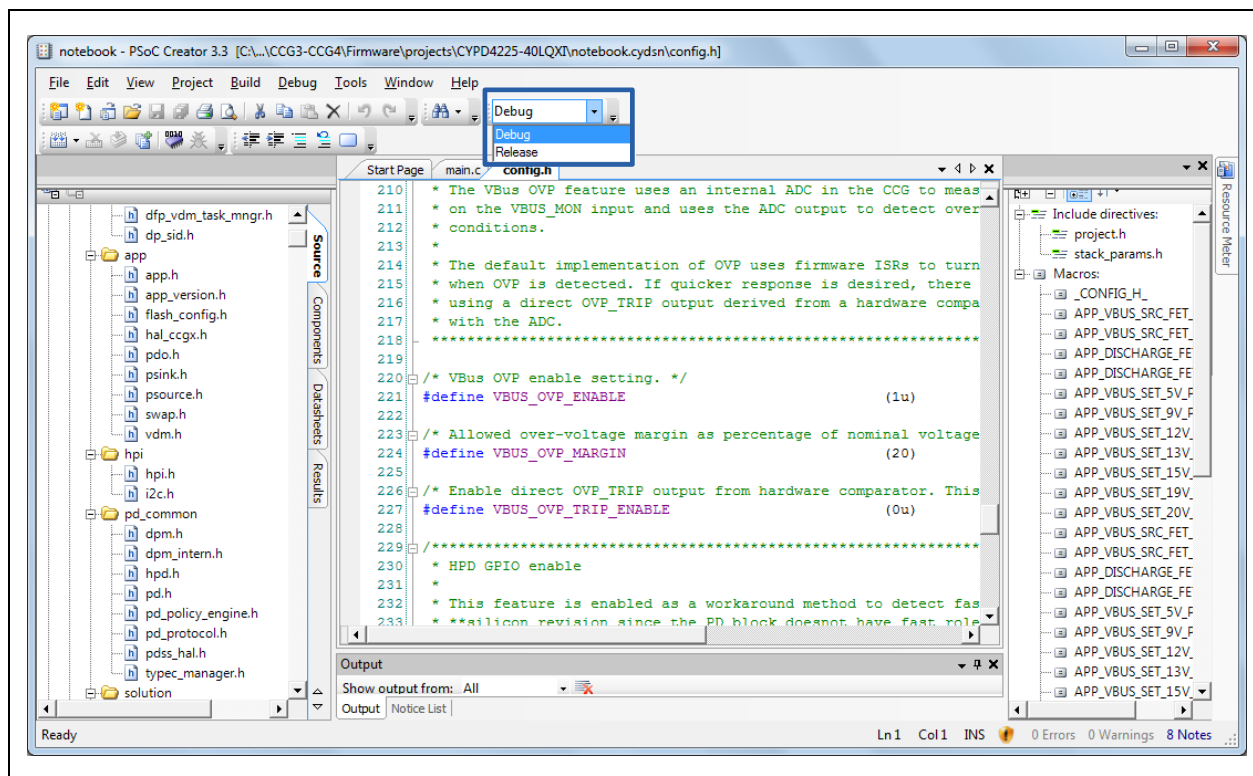 notebook - PSoC Creator 3.3 [C:\...\CCG3-CCG4\Firmware\projects\CYPD4225-40LQXI\notebook.cydsn\config.h]
File Edit View Project Build Debug Tools Window Help
Debug
Debug
Release
Start Page main.c config.h
dfp_vdm_task_mngr.h
dp_sid.h
app
app.h
app_version.h
flash_config.h
hal_ccgx.h
pdo.h
psink.h
psource.h
swap.h
vdm.h
hpi
hpi.h
i2c.h
pd_common
dpm.h
dpm_intern.h
hpd.h
pd.h
pd_policy_engine.h
pd_protocol.h
pdss_hal.h
typec_manager.h
solution
Source
Components
Datasheets
Results
210 * The VBus OVP feature uses an internal ADC in the CCG to meas
211 * on the VBUS_MON input and uses the ADC output to detect over
212 * conditions.
213 *
214 * The default implementation of OVP uses firmware ISRs to turn
215 * when OVP is detected. If quicker response is desired, there
216 * using a direct OVP_TRIP output derived from a hardware compa
217 * with the ADC.
218 **************************************************************
219
220 /* VBus OVP enable setting. */
221 #define VBUS_OVP_ENABLE (1u)
222
223 /* Allowed over-voltage margin as percentage of nominal voltage
224 #define VBUS_OVP_MARGIN (20)
225
226 /* Enable direct OVP_TRIP output from hardware comparator. This
227 #define VBUS_OVP_TRIP_ENABLE (0u)
228
229 /**************************************************************
230 * HPD GPIO enable
231 *
232 * This feature is enabled as a workaround method to detect fas
233 * **silicon revision since the PD block doesnot have fast role
Output
Show output from: All
Output Notice List
Include directives:
project.h
stack_params.h
Macros:
_CONFIG_H_
APP_VBUS_SRC_FET_
APP_VBUS_SRC_FET_
APP_DISCHARGE_FE
APP_DISCHARGE_FE
APP_VBUS_SET_5V_P
APP_VBUS_SET_9V_P
APP_VBUS_SET_12V_
APP_VBUS_SET_13V_
APP_VBUS_SET_15V_
APP_VBUS_SET_19V_
APP_VBUS_SET_20V_
APP_VBUS_SRC_FET_
APP_VBUS_SRC_FET_
APP_DISCHARGE_FE
APP_DISCHARGE_FE
APP_VBUS_SET_5V_P
APP_VBUS_SET_9V_P
APP_VBUS_SET_12V_
APP_VBUS_SET_13V_
APP_VBUS_SET_15V_
Resource Meter
Ready
Ln 1 Col 1 INS 0 Errors 0 Warnings 8 Notes